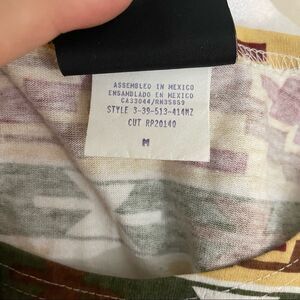 ASSEMBLED IN MEXICO
ENSAMBLADO EN MEXICO
CA33044/RN35859
STYLE 3-39-513-414MZ
CUT RP20140
M